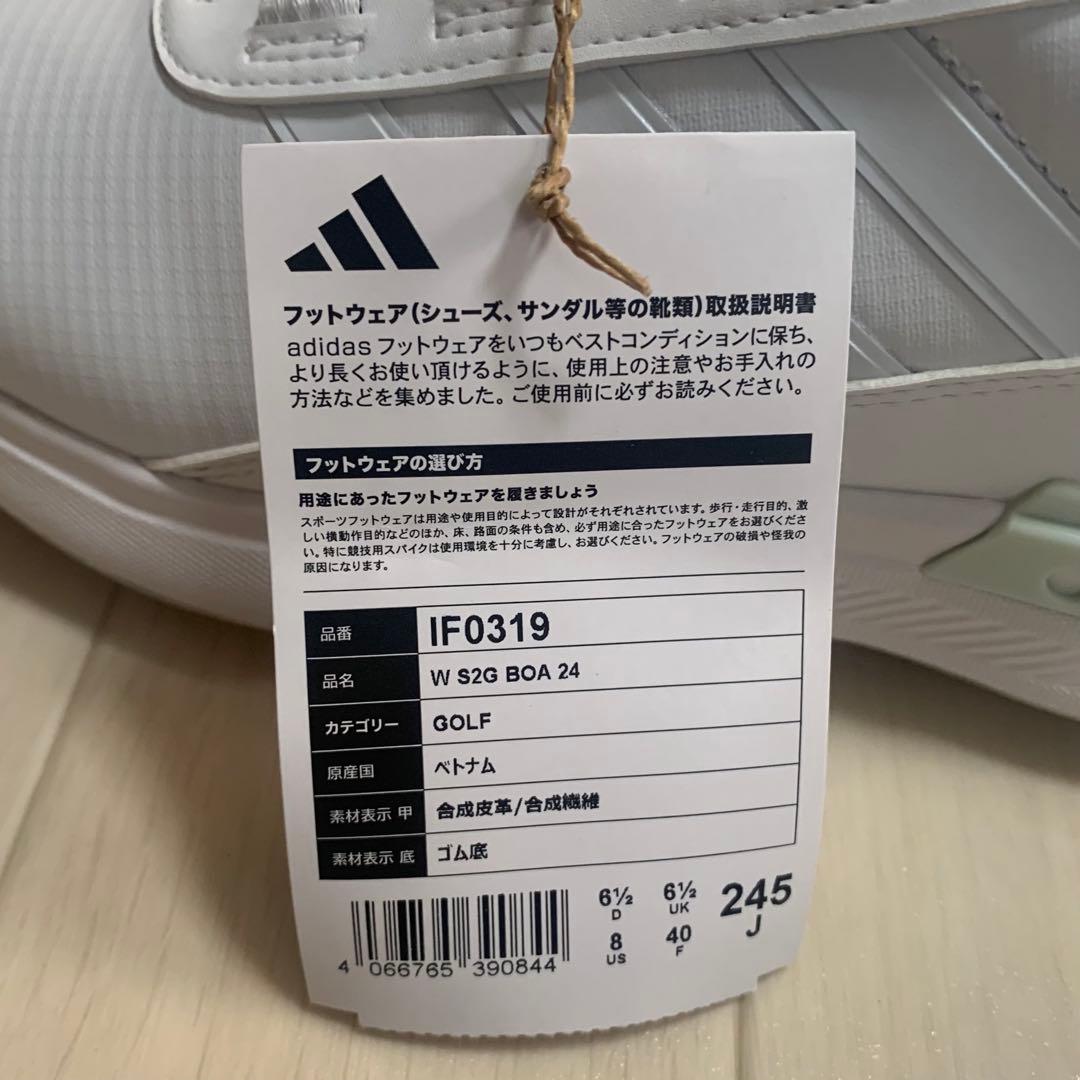 フットウェア(シューズ、サンダル等の靴類)取扱説明書
adidas フットウェアをいつもベストコンディションに保ち、
より長くお使い頂けるように、使用上の注意やお手入れの
方法などを集めました。ご使用前に必ずお読みください。
フットウェアの選び方
用途にあったフットウェアを履きましょう
スポーツフットウェアは用途や使用目的によって設計がそれぞれされています。歩行・走行目的、激
しい横動作目的などのほか、床、路面の条件も含め、必ず用途に合ったフットウェアをお選びくださ
い。特に競技用スパイクは使用環境を十分に考慮し、お選びください。フットウェアの破損や怪我の
原因になります。
品番 IF0319
品名 W S2G BOA 24
カテゴリー GOLF
原産国 ベトナム
素材表示 甲 合成皮革/合成繊維
素材表示 底 ゴム底
6½ 6½ 245
D UK J
8 40
US F
4 066765 390844